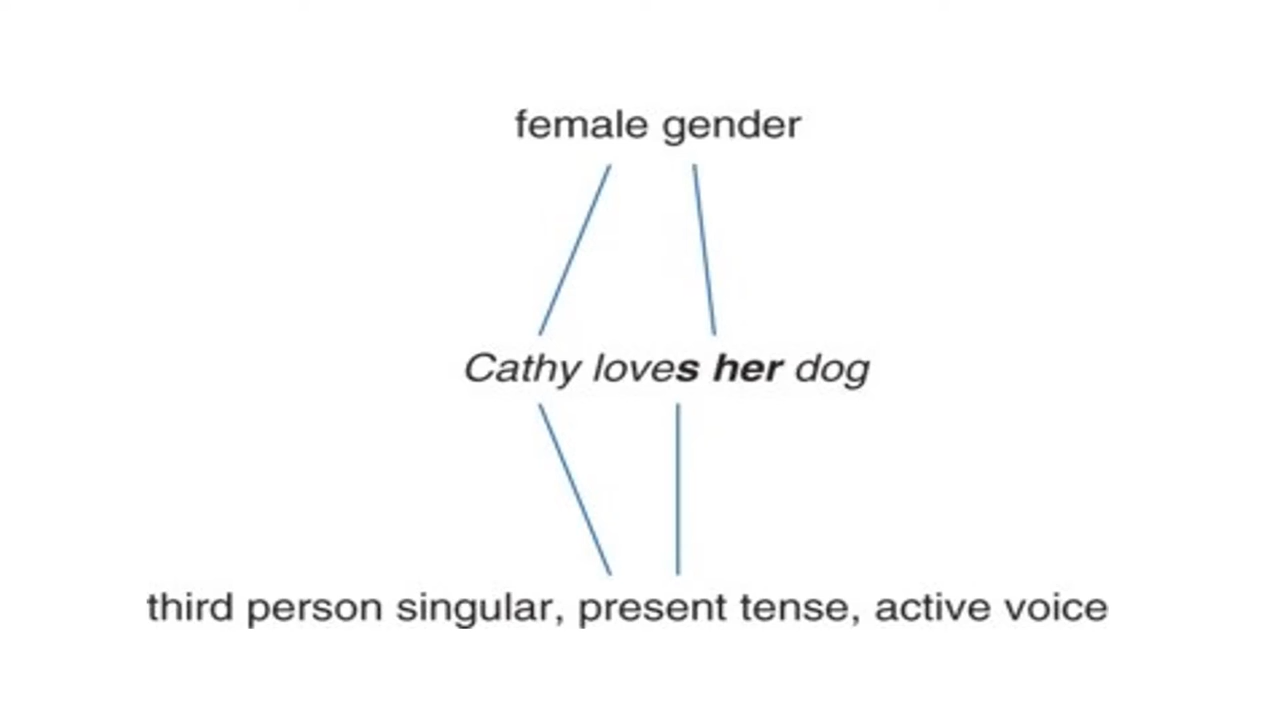 female gender
Cathy loves her dog
third person singular, present tense, active voice